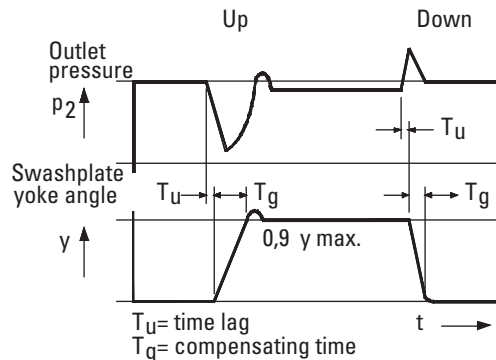 Up Down
Outlet
pressure
p2
Tu
Swashplate
yoke angle
Tu Tg Tg
y
0,9 y max.
Tu= time lag t
Tg= compensating time